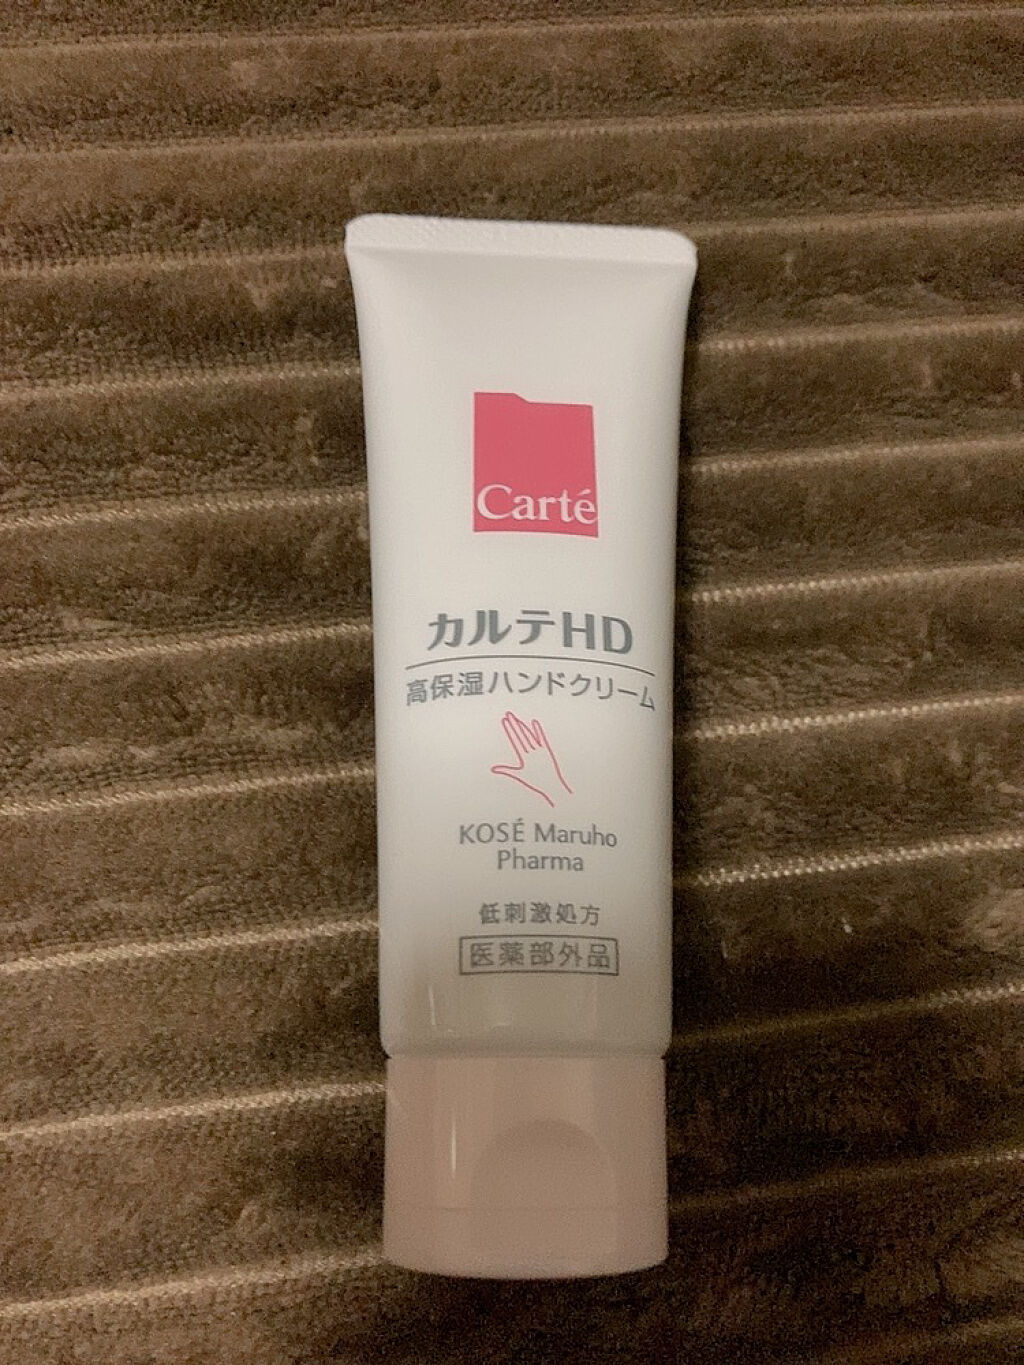 Carté
カルテHD
高保湿ハンドクリーム
KOSÉ Maruho
Pharma
低刺激処方
医薬部外品